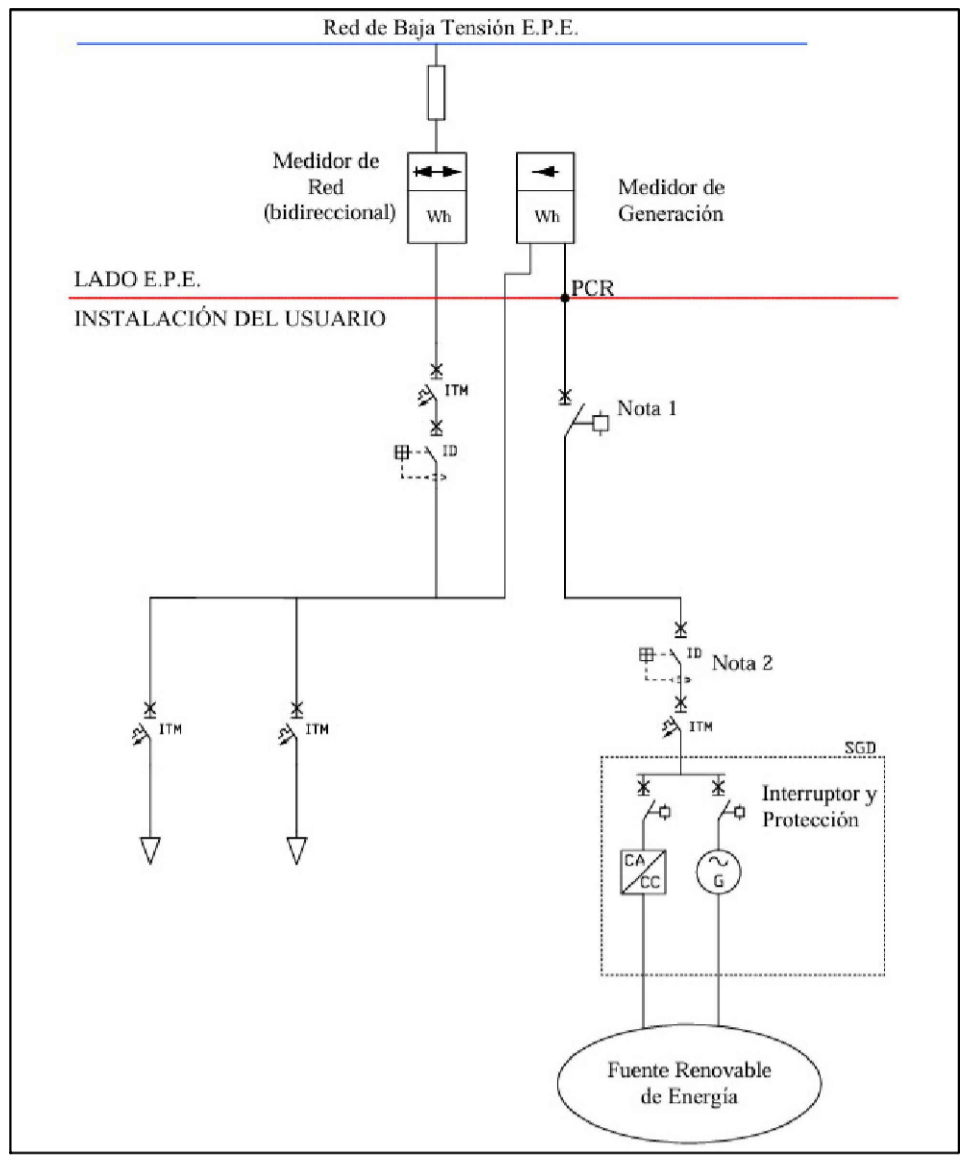 Red de Baja Tensión E.P.E.
Medidor de
Red
(bidireccional)
Wh
Wh
Medidor de
Generación
LADO E.P.E.
PCR
INSTALACIÓN DEL USUARIO
ITM
Nota 1
ID
ID
Nota 2
ITM
ITM
ITM
SGD
Interruptor y
Protección
CA
CC
G
Fuente Renovable
de Energía